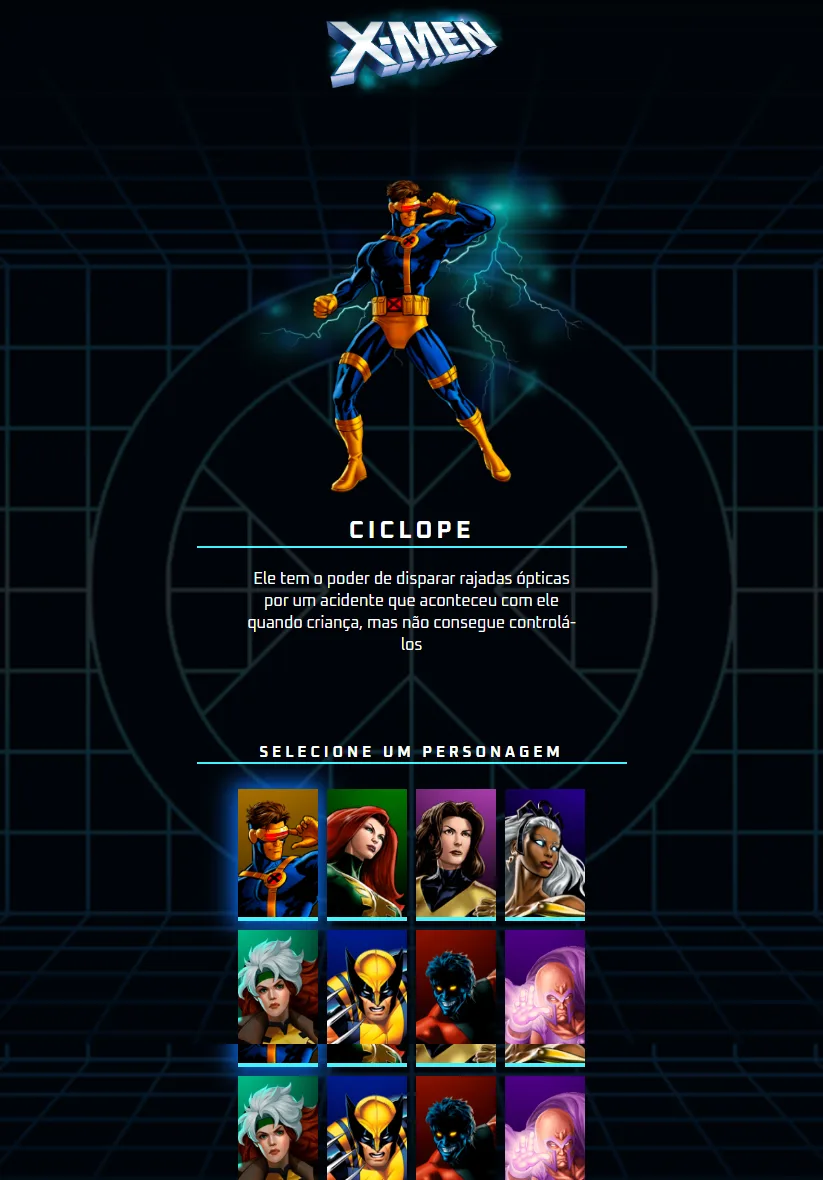 X-MEN
CICLOPE
Ele tem o poder de disparar rajadas ópticas
por um acidente que aconteceu com ele
quando criança, mas não consegue controlá-
los
SELECIONE UM PERSONAGEM